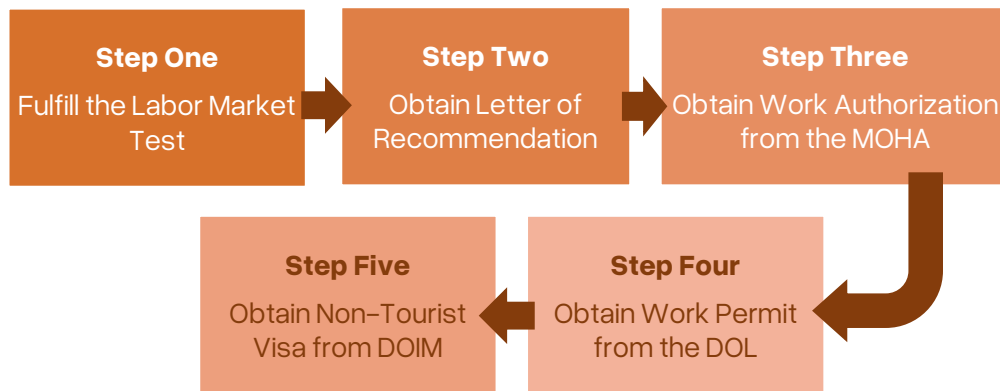 Step One
Fulfill the Labor Market
Test
Step Two
Obtain Letter of
Recommendation
Step Three
Obtain Work Authorization
from the MOHA
Step Four
Obtain Work Permit
from the DOL
Step Five
Obtain Non-Tourist
Visa from DOIM